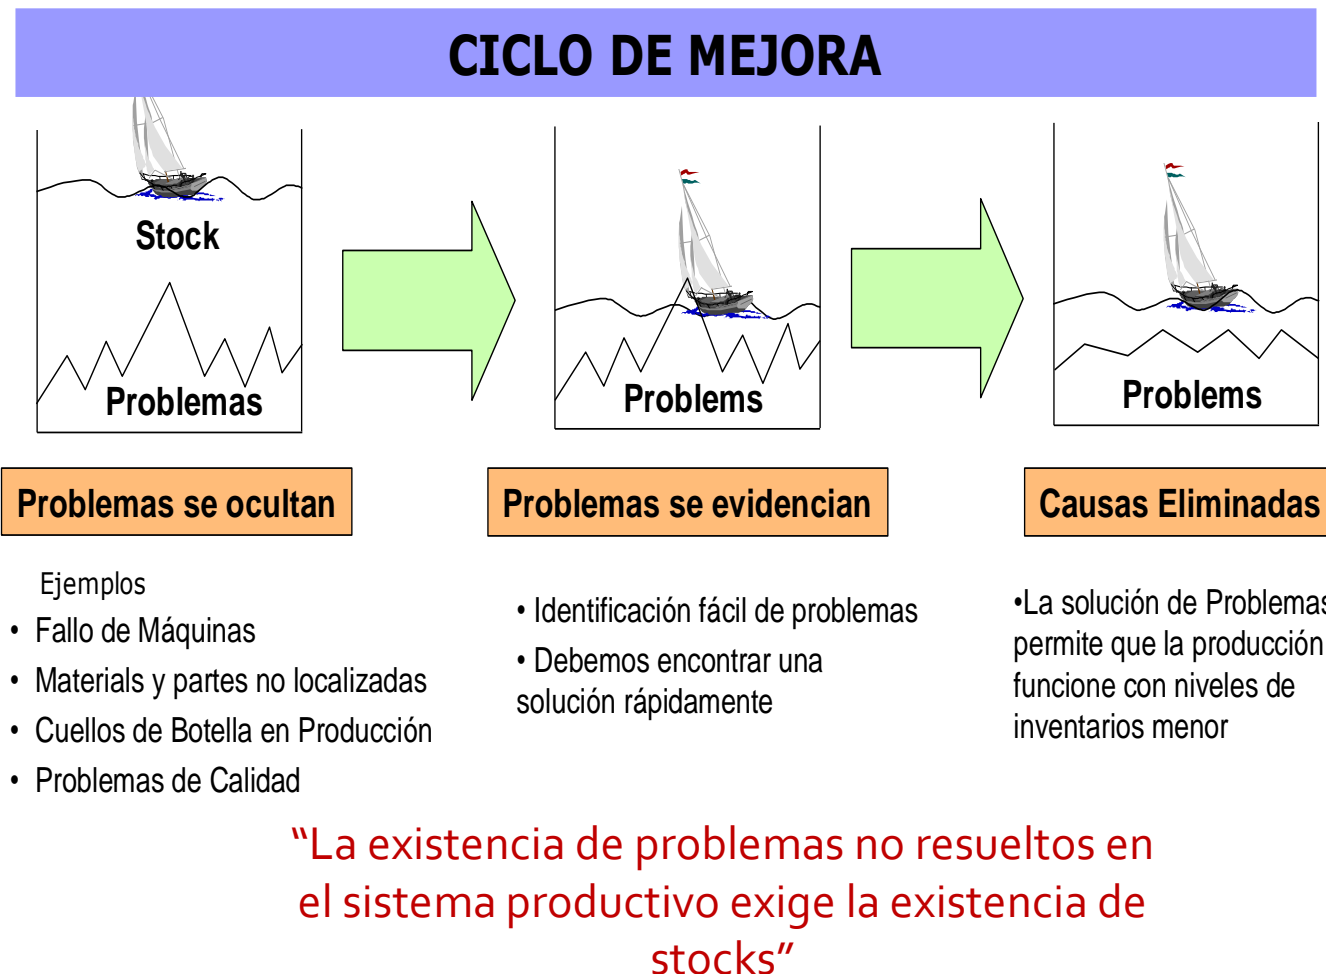 CICLO DE MEJORA
Stock
Problemas
Problems
Problems
Problemas se ocultan
Problemas se evidencian
Causas Eliminadas
Ejemplos
• Fallo de Máquinas
• Materials y partes no localizadas
• Cuellos de Botella en Producción
• Problemas de Calidad
• Identificación fácil de problemas
• Debemos encontrar una
solución rápidamente
•La solución de Problemas
permite que la producción
funcione con niveles de
inventarios menor
“La existencia de problemas no resueltos en
el sistema productivo exige la existencia de
stocks”